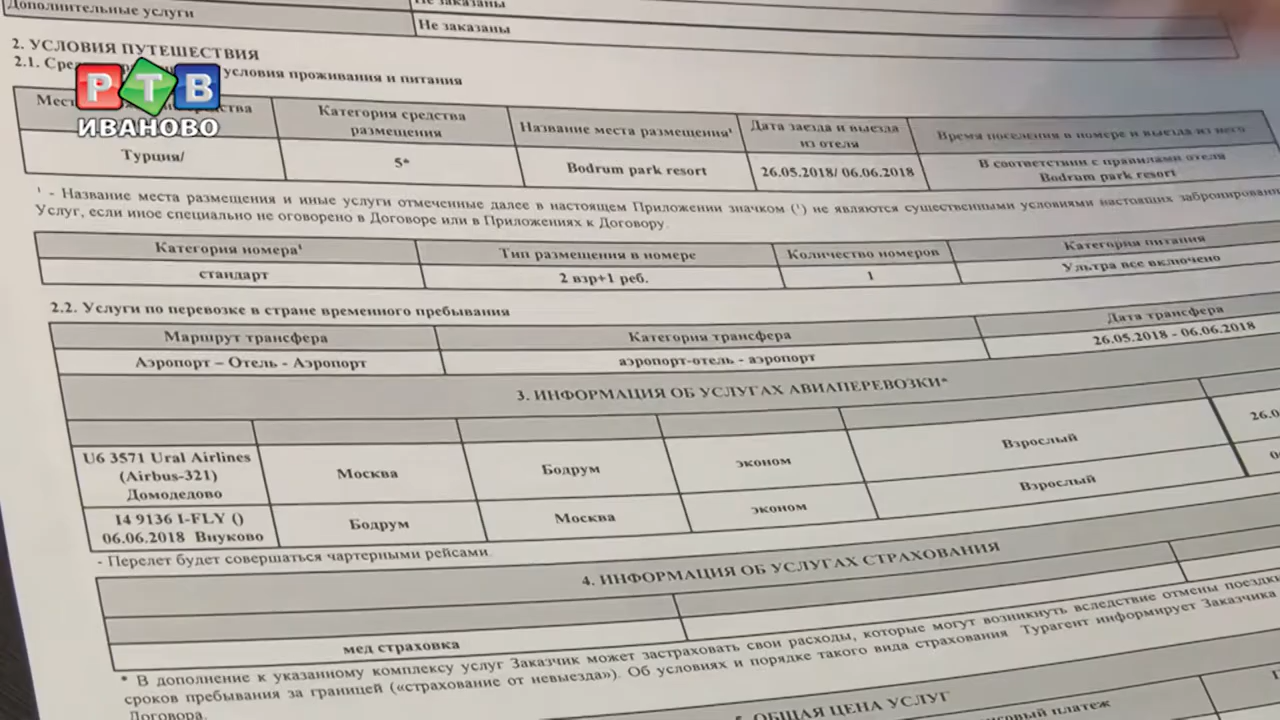 Дополнительные услуги
Не заказаны
Не заказаны
2. УСЛОВИЯ ПУТЕШЕСТВИЯ
2.1. условия проживания и питания
РТВ
ИВАНОВО
Категория средства размещения
Название места размещения¹
Дата заезда и выезда из отеля
Время поселения в номере и выезда из него
Турция/
5*
Bodrum park resort
26.05.2018/ 06.06.2018
В соответствии с правилами отеля Bodrum park resort
¹ - Название места размещения и иные услуги отмеченные далее в настоящем Приложении значком (¹) не являются существенными условиями настоящих
Услуг, если иное специально не оговорено в Договоре или в Приложениях к Договору.
Категория номера¹
Тип размещения в номере
Количество номеров
Категория питания
стандарт
2 взр+1 реб.
1
Ультра все включено
2.2. Услуги по перевозке в стране временного пребывания
Маршрут трансфера
Категория трансфера
Дата трансфера
Аэропорт – Отель - Аэропорт
аэропорт-отель - аэропорт
26.05.2018 - 06.06.2018
3. ИНФОРМАЦИЯ ОБ УСЛУГАХ АВИАПЕРЕВОЗКИ*
U6 3571 Ural Airlines
(Airbus-321)
Домодедово
Москва
Бодрум
эконом
Взрослый
26.0
I4 9136 I-FLY ()
06.06.2018 Внуково
Бодрум
Москва
эконом
Взрослый
- Перелет будет совершаться чартерными рейсами.
4. ИНФОРМАЦИЯ ОБ УСЛУГАХ СТРАХОВАНИЯ
мед страховка
* В дополнение к указанному комплексу услуг Заказчик может застраховать свои расходы, которые могут возникнуть вследствие отмены поездки
сроков пребывания за границей («страхование от невыезда»). Об условиях и порядке такого вида страхования Турагент информирует Заказчика
Договора.
5. ОБЩАЯ ЦЕНА УСЛУГ
платеж